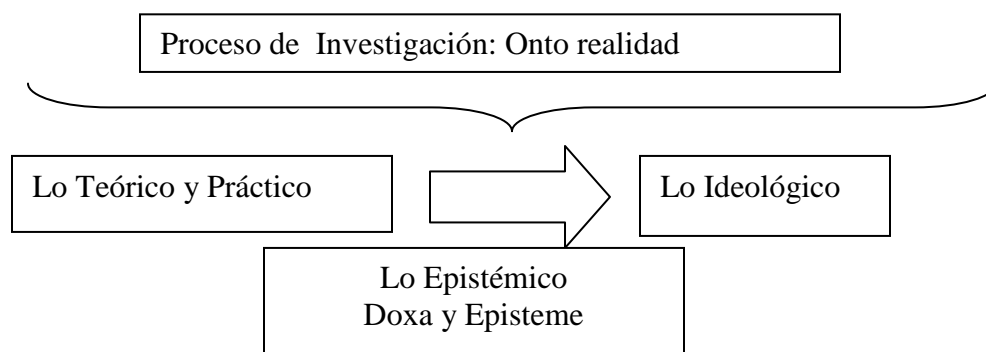 Proceso de Investigación: Onto realidad
Lo Teórico y Práctico
Lo Ideológico
Lo Epistémico
Doxa y Episteme